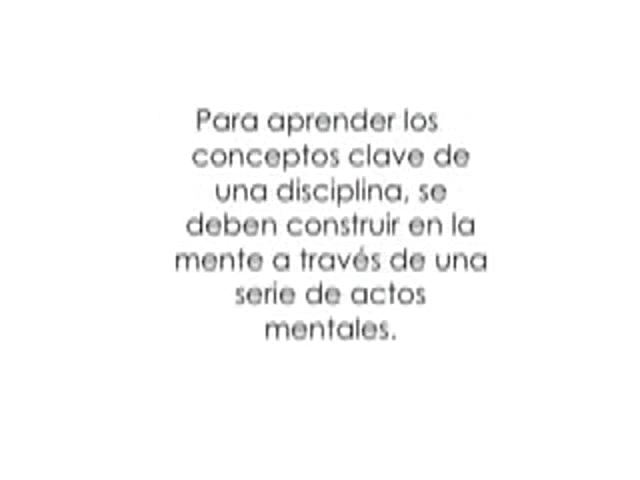 Para aprender los
conceptos clave de
una disciplina, se
deben construir en la
mente a través de una
serie de actos
mentales.